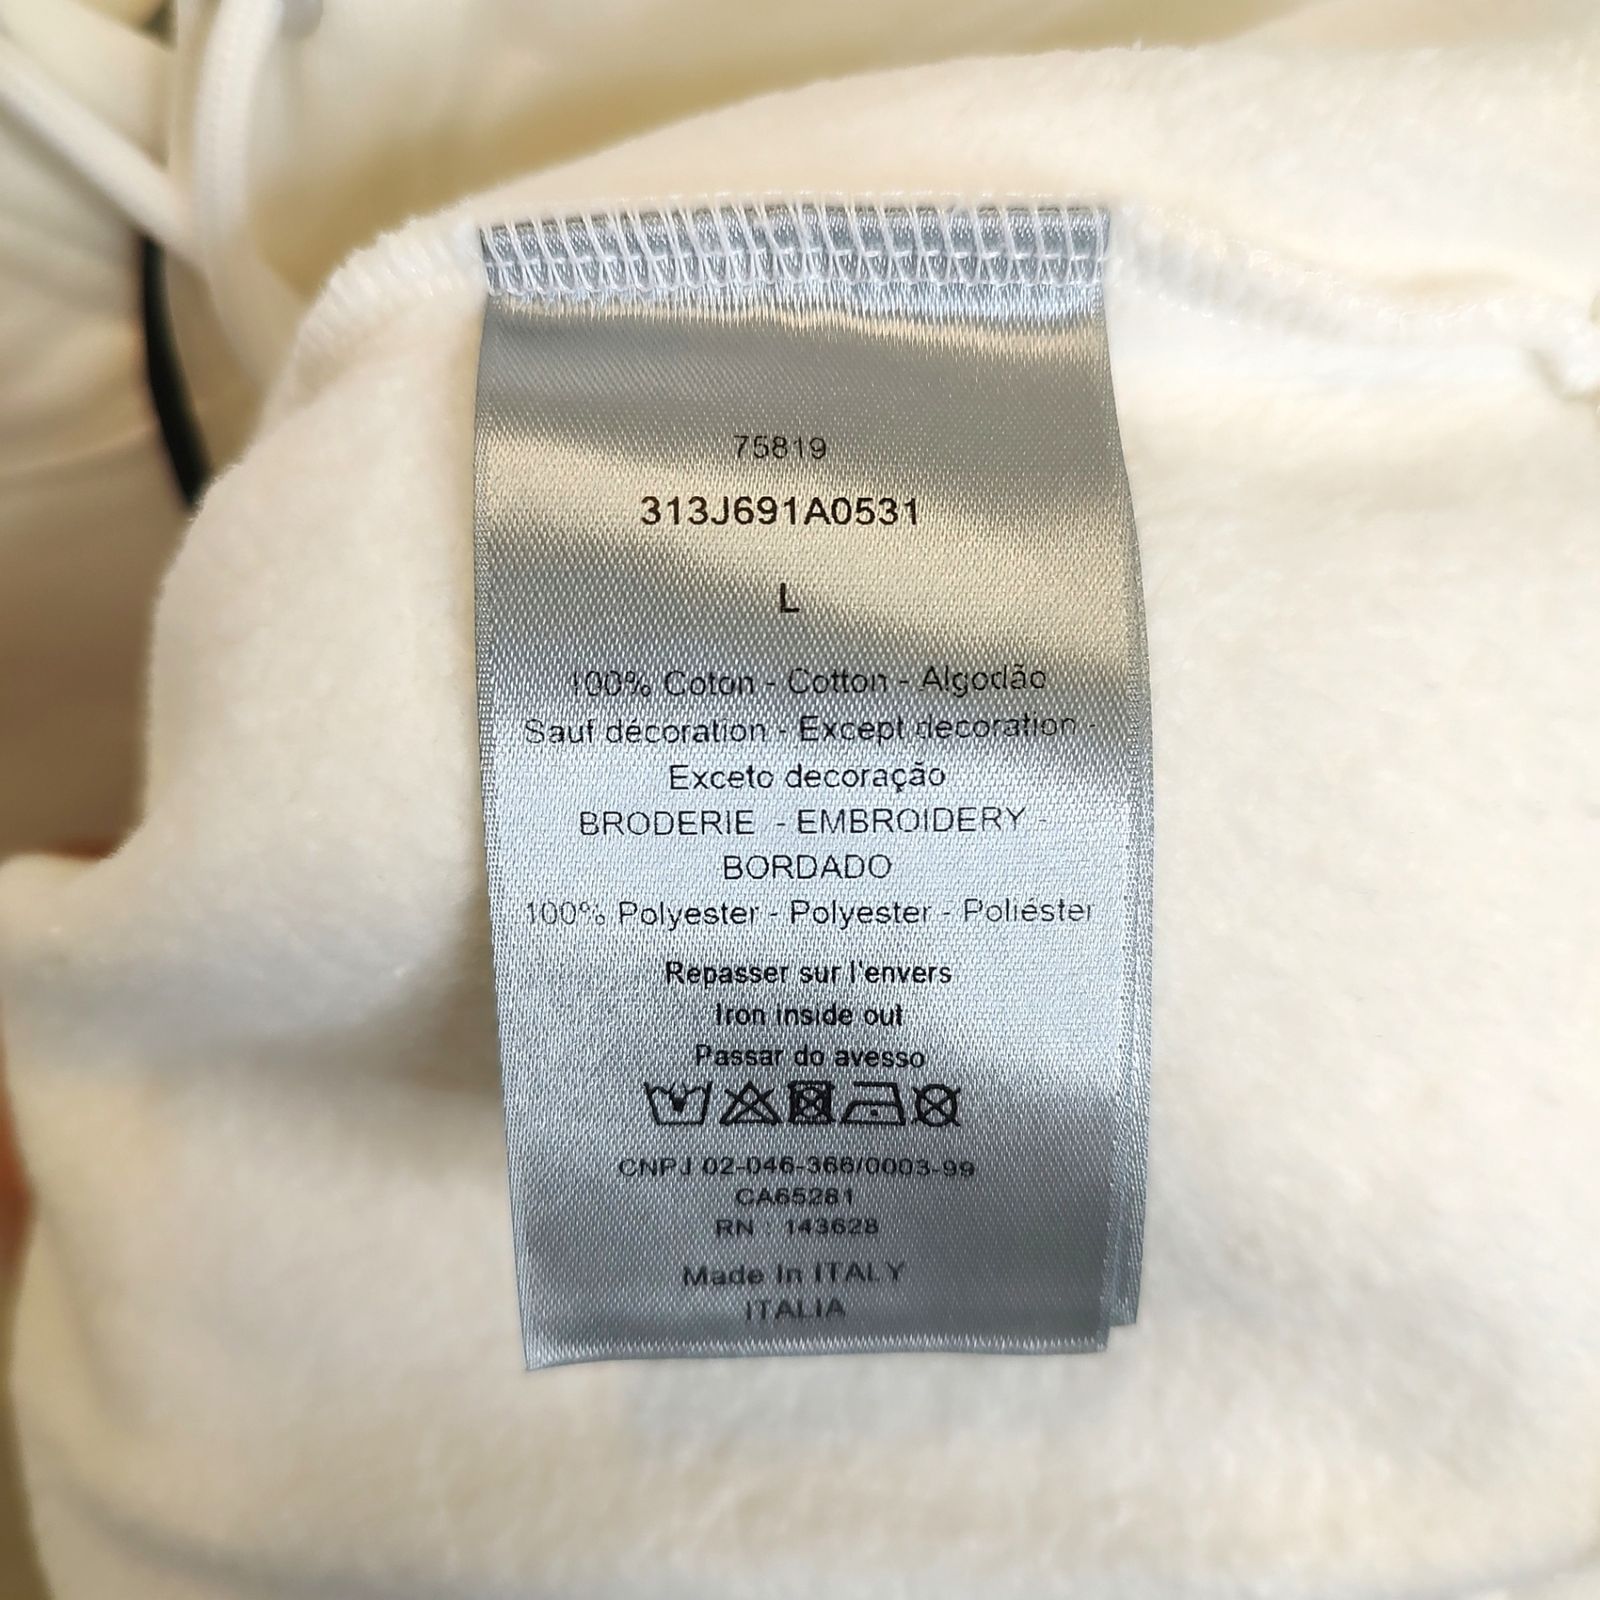 75819
313J691A0531
L
100% Coton - Cotton - Algodão
Sauf décoration - Except decoration -
Exceto decoração
BRODERIE - EMBROIDERY -
BORDADO
100% Polyester - Polyester - Poliéster
Repasser sur l'envers
Iron inside out
Passar do avesso
CNPJ 02-046-366/0003-99
CA65281
RN : 143628
Made In ITALY
ITALIA